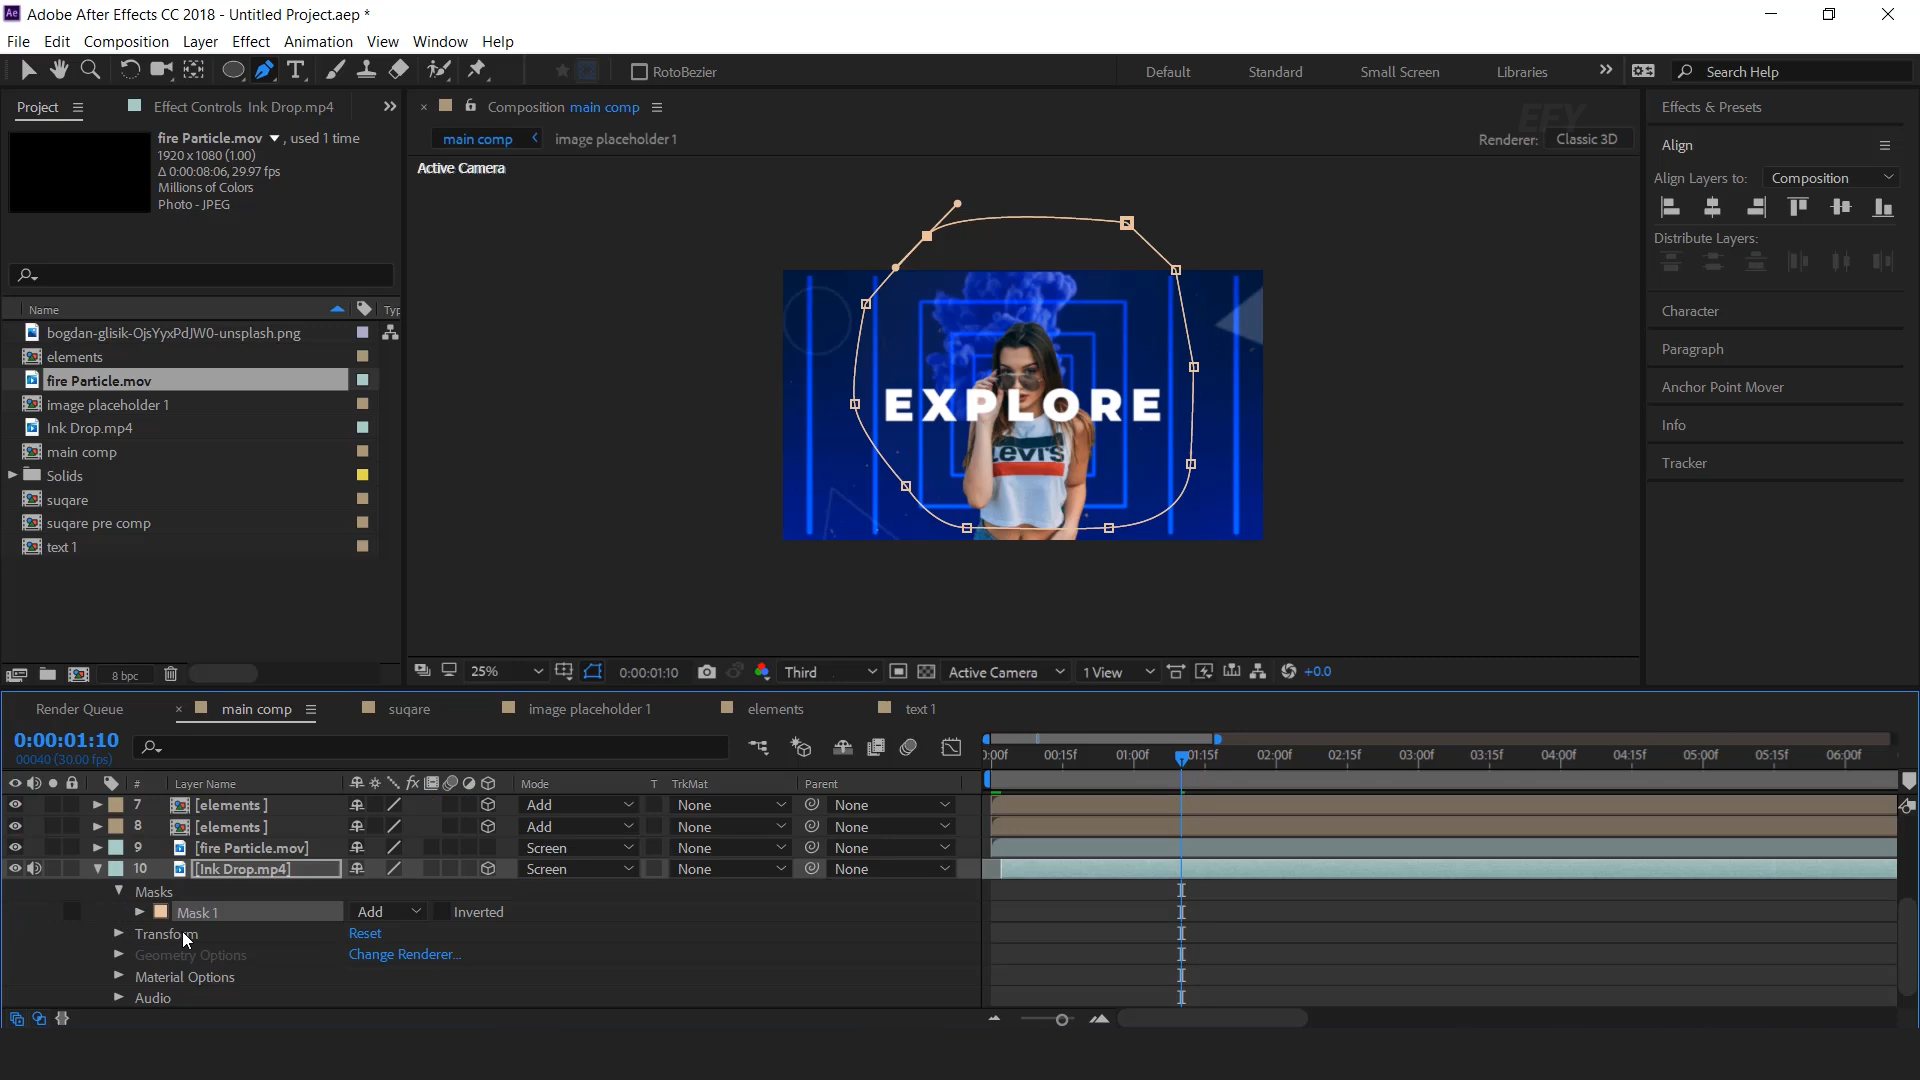 Adobe After Effects CC 2018 - Untitled Project.aep *
File Edit Composition Layer Effect Animation View Window Help
RotoBezier Default Standard Small Screen Libraries Search Help
Project Effect Controls Ink Drop.mp4
Composition main comp
EFY
Effects & Presets
fire Particle.mov , used 1 time
1920 x 1080 (1.00)
Δ 0:00:08:06, 29.97 fps
Millions of Colors
Photo - JPEG
main comp image placeholder 1
Renderer: Classic 3D
Active Camera
Align
Align Layers to: Composition
Distribute Layers:
Character
Paragraph
Anchor Point Mover
Info
Tracker
Name Typ
bogdan-glisik-OjsYyxPdJW0-unsplash.png
elements
fire Particle.mov
image placeholder 1
Ink Drop.mp4
main comp
Solids
suqare
suqare pre comp
text 1
EXPLORE
Levi's
8 bpc
25% 0:00:01:10 Third Active Camera 1 View +0.0
Render Queue main comp suqare image placeholder 1 elements text 1
0:00:01:10
00040 (30.00 fps)
0:00f 00:15f 01:00f 01:15f 02:00f 02:15f 03:00f 03:15f 04:00f 04:15f 05:00f 05:15f 06:00f
# Layer Name fx Mode T TrkMat Parent
7 [elements ] Add None None
8 [elements ] Add None None
9 [fire Particle.mov] Screen None None
10 [Ink Drop.mp4] Screen None None
Masks
Mask 1 Add Inverted
Transform Reset
Geometry Options Change Renderer...
Material Options
Audio